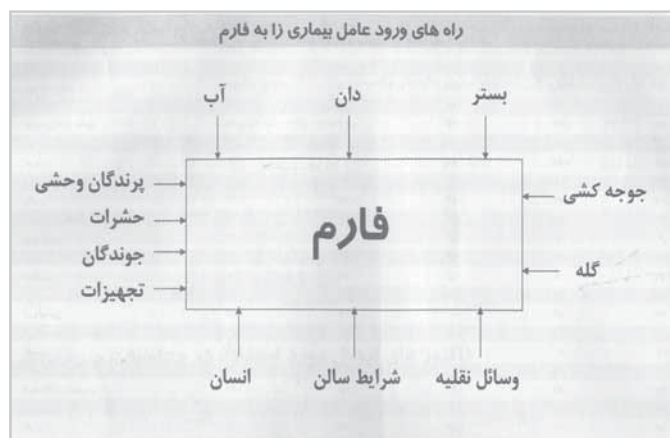 راه های ورود عامل بیماری زا به فارم
بستر
دان
آب
جوجه کشی
گله
فارم
پرندگان وحشی
حشرات
جوندگان
تجهیزات
وسائل نقلیه
شرایط سالن
انسان